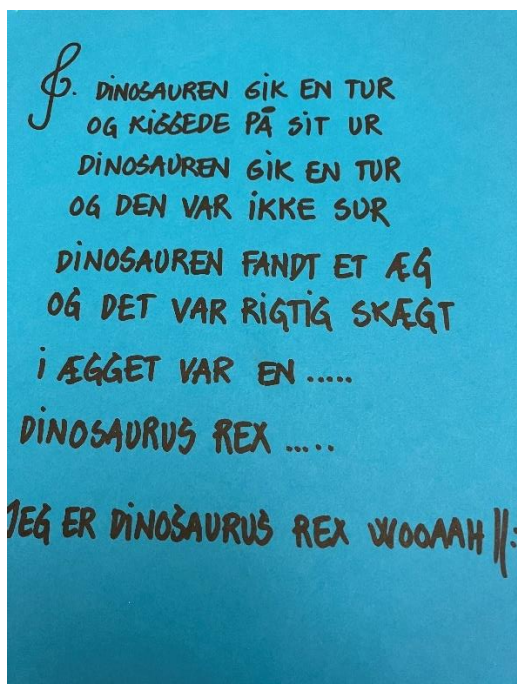 DINOSAUREN GIK EN TUR
OG KIGGEDE PÅ SIT UR
DINOSAUREN GIK EN TUR
OG DEN VAR IKKE SUR
DINOSAUREN FANDT ET ÆG
OG DET VAR RIGTIG SKÆGT
I ÆGGET VAR EN .....
DINOSAURUS REX .....
JEG ER DINOSAURUS REX WOOAAH ||: